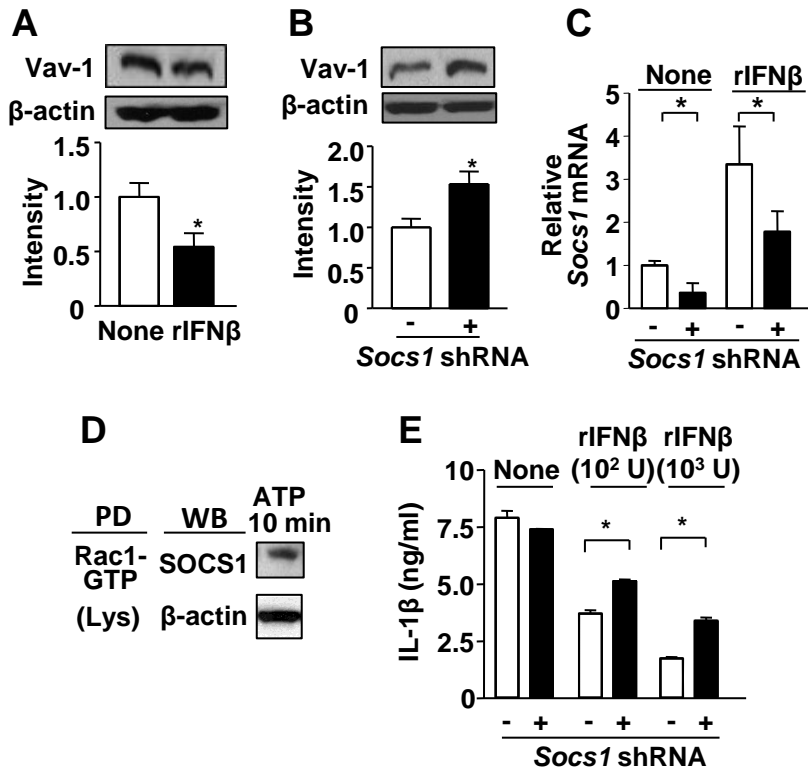 A
Vav-1
β-actin
Intensity
1.5
1.0
0.5
0
None rIFNβ
*
B
Vav-1
β-actin
Intensity
2.0
1.5
1.0
0.5
0
*
- +
Socs1 shRNA
C
None rIFNβ
Relative
Socs1 mRNA
5
4
3
2
1
0
* *
- + - +
Socs1 shRNA
D
ATP
PD WB 10 min
Rac1-
GTP
SOCS1
(Lys) β-actin
E
rIFNβ rIFNβ
None (10² U) (10³ U)
IL-1β (ng/ml)
10
7.5
5.0
2.5
0
* *
- + - + - +
Socs1 shRNA